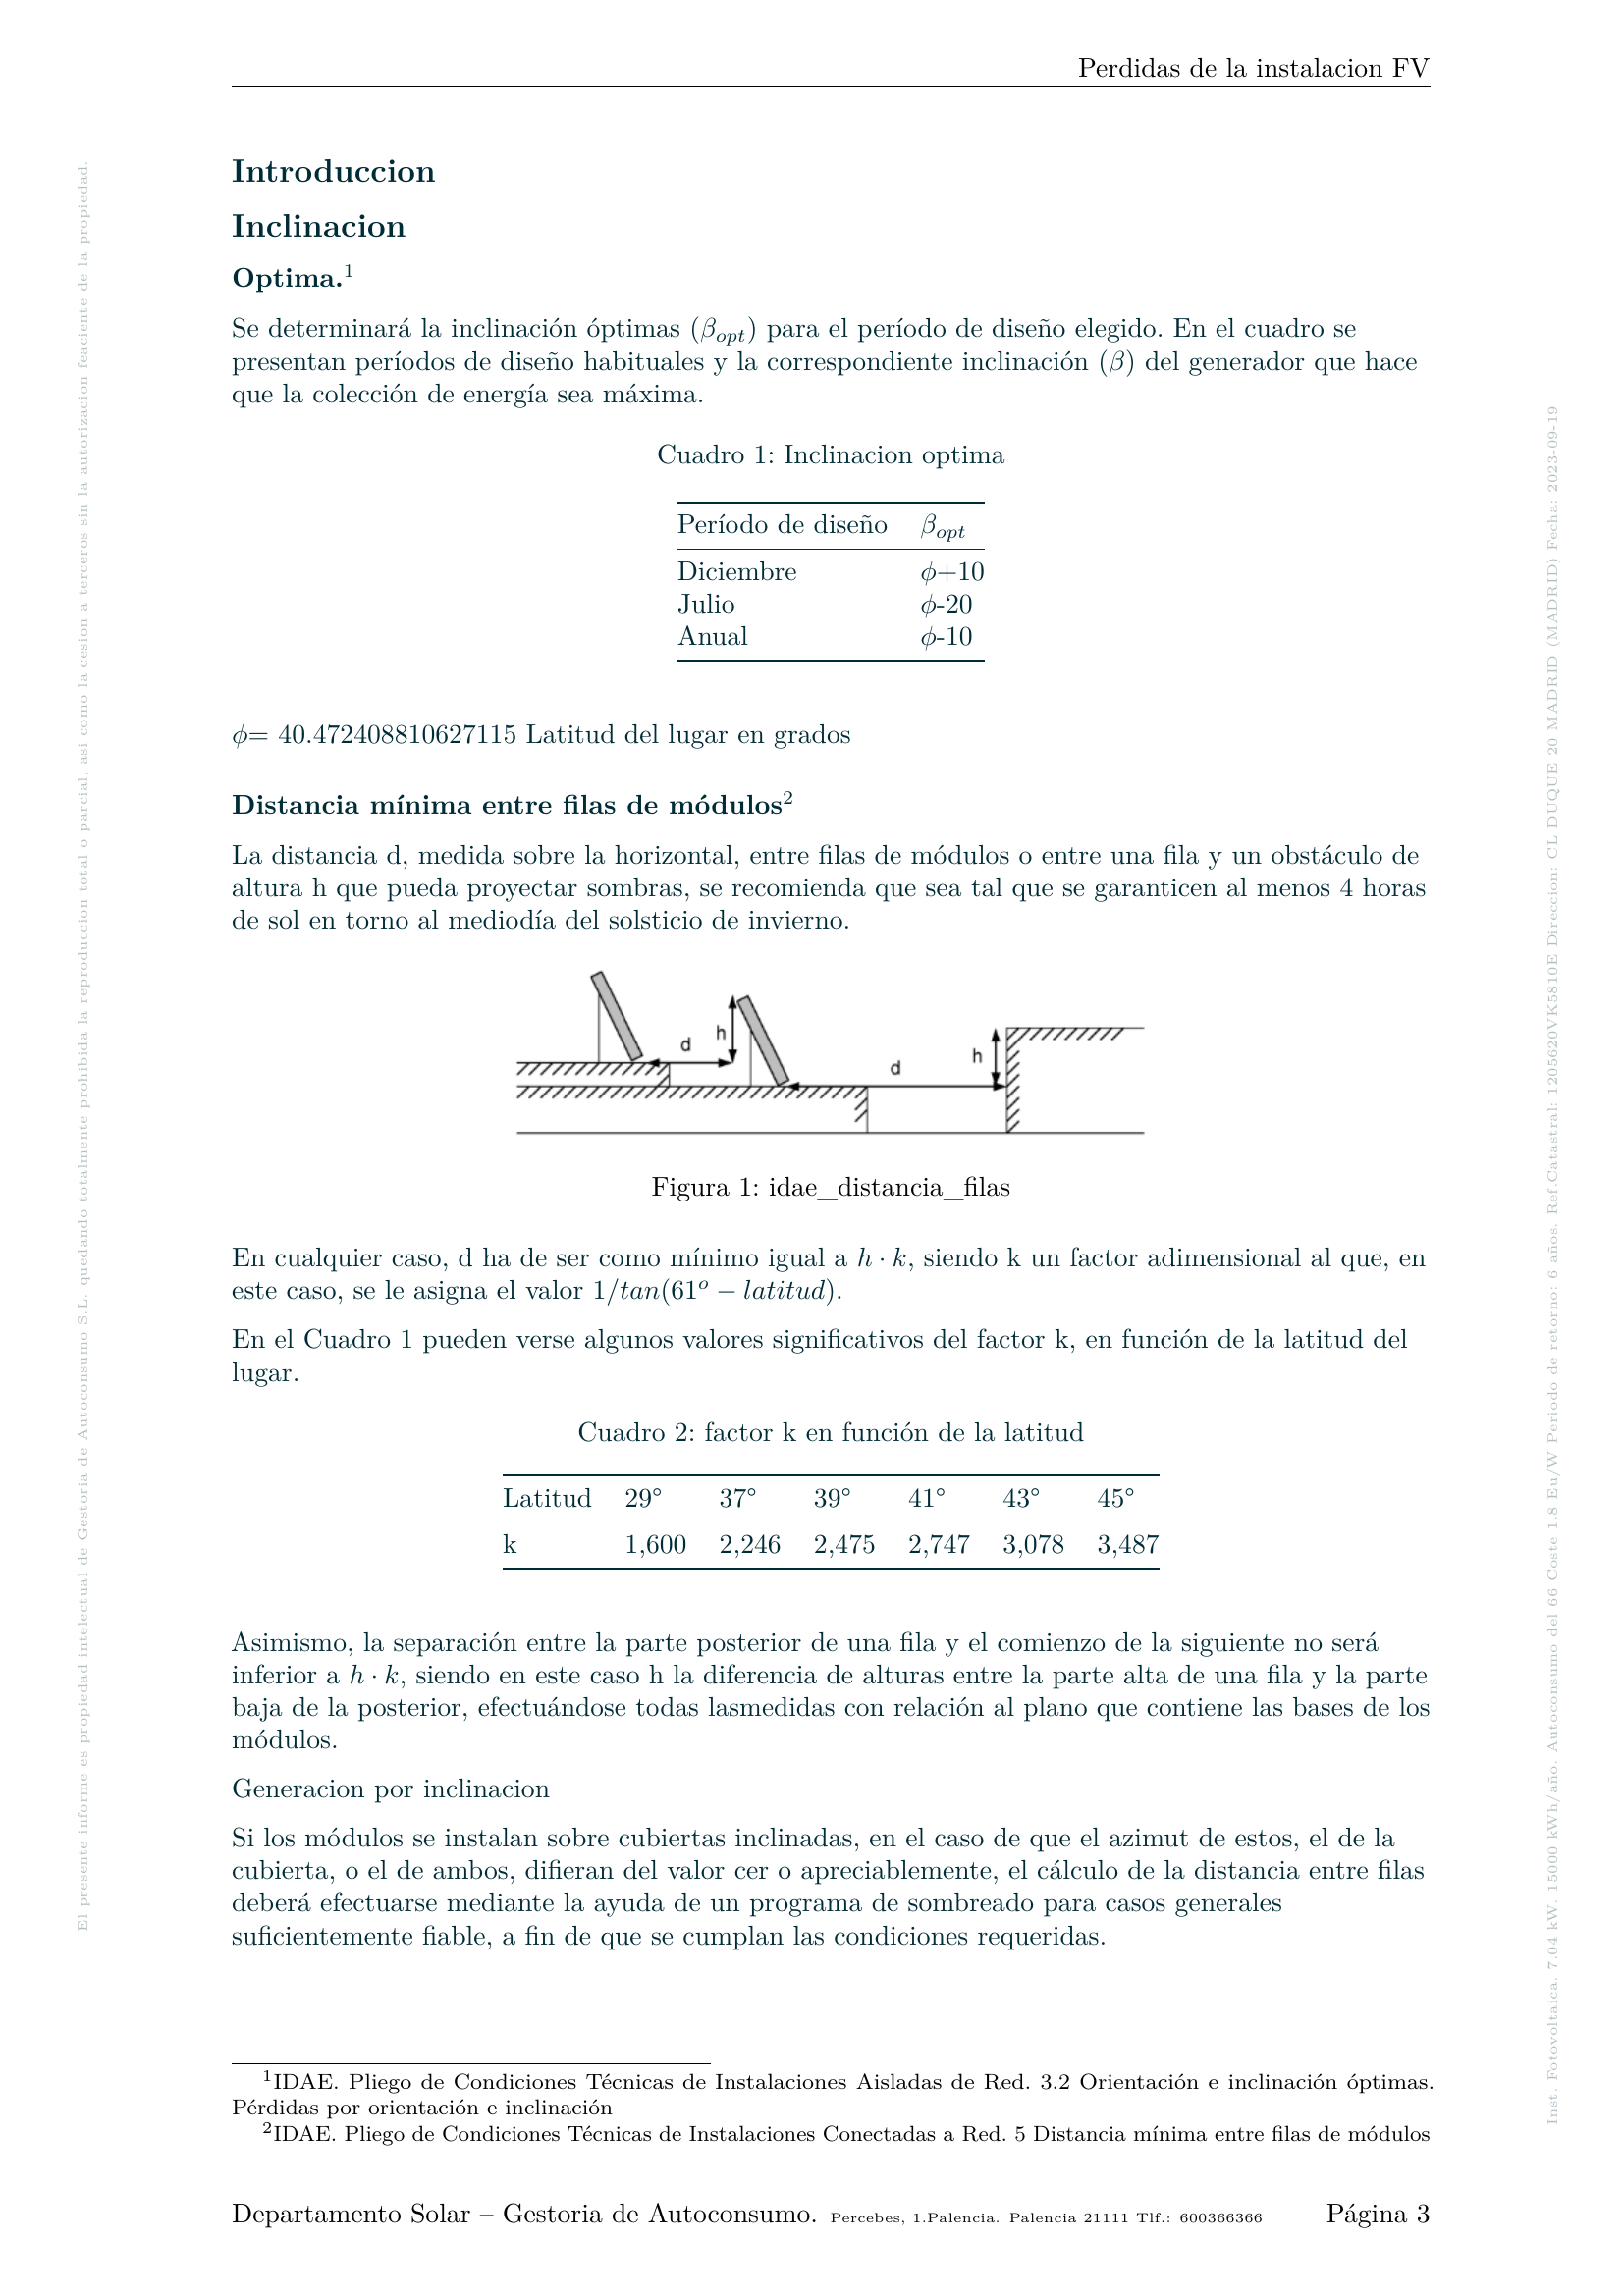 Perdidas de la instalacion FV
Introduccion
Inclinacion
Optima.¹
Se determinará la inclinación óptimas (βopt) para el período de diseño elegido. En el cuadro se
presentan períodos de diseño habituales y la correspondiente inclinación (β) del generador que hace
que la colección de energía sea máxima.
Cuadro 1: Inclinacion optima
Período de diseño βopt
Diciembre ϕ+10
Julio ϕ-20
Anual ϕ-10
ϕ= 40.472408810627115 Latitud del lugar en grados
Distancia mínima entre filas de módulos²
La distancia d, medida sobre la horizontal, entre filas de módulos o entre una fila y un obstáculo de
altura h que pueda proyectar sombras, se recomienda que sea tal que se garanticen al menos 4 horas
de sol en torno al mediodía del solsticio de invierno.
d h d h
Figura 1: idae_distancia_filas
En cualquier caso, d ha de ser como mínimo igual a h · k, siendo k un factor adimensional al que, en
este caso, se le asigna el valor 1/tan(61º − latitud).
En el Cuadro 1 pueden verse algunos valores significativos del factor k, en función de la latitud del
lugar.
Cuadro 2: factor k en función de la latitud
Latitud 29° 37° 39° 41° 43° 45°
k 1,600 2,246 2,475 2,747 3,078 3,487
Asimismo, la separación entre la parte posterior de una fila y el comienzo de la siguiente no será
inferior a h · k, siendo en este caso h la diferencia de alturas entre la parte alta de una fila y la parte
baja de la posterior, efectuándose todas lasmedidas con relación al plano que contiene las bases de los
módulos.
Generacion por inclinacion
Si los módulos se instalan sobre cubiertas inclinadas, en el caso de que el azimut de estos, el de la
cubierta, o el de ambos, difieran del valor cer o apreciablemente, el cálculo de la distancia entre filas
deberá efectuarse mediante la ayuda de un programa de sombreado para casos generales
suficientemente fiable, a fin de que se cumplan las condiciones requeridas.
¹IDAE. Pliego de Condiciones Técnicas de Instalaciones Aisladas de Red. 3.2 Orientación e inclinación óptimas.
Pérdidas por orientación e inclinación
²IDAE. Pliego de Condiciones Técnicas de Instalaciones Conectadas a Red. 5 Distancia mínima entre filas de módulos
Departamento Solar – Gestoria de Autoconsumo. Percebes, 1.Palencia. Palencia 21111 Tlf.: 600366366 Página 3
El presente informe es propiedad intelectual de Gestoria de Autoconsumo S.L. quedando totalmente prohibida la reproduccion total o parcial, asi como la cesion a terceros sin la autorizacion feaciente de la propiedad.
Inst. Fotovoltaica. 7.04 kW. 15000 kWh/año. Autoconsumo del 66 Coste 1.8 Eu/W Periodo de retorno: 6 años. Ref.Catastral: 1205620VK5810E Direccion: CL DUQUE 20 MADRID (MADRID) Fecha: 2023-09-19